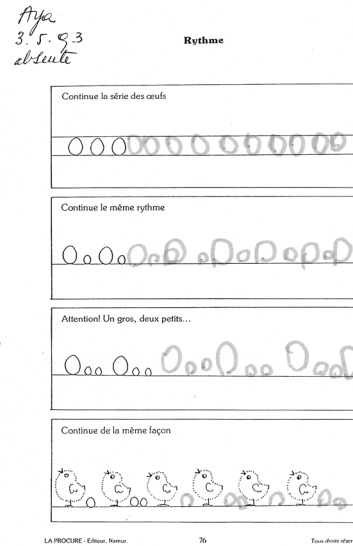 Aya
3.5.93
absente
Rythme
Continue la série des œufs
Continue le même rythme
Attention! Un gros, deux petits...
Continue de la même façon
LA PROCURE - Editeur, Namur.
76
Tous droits réser